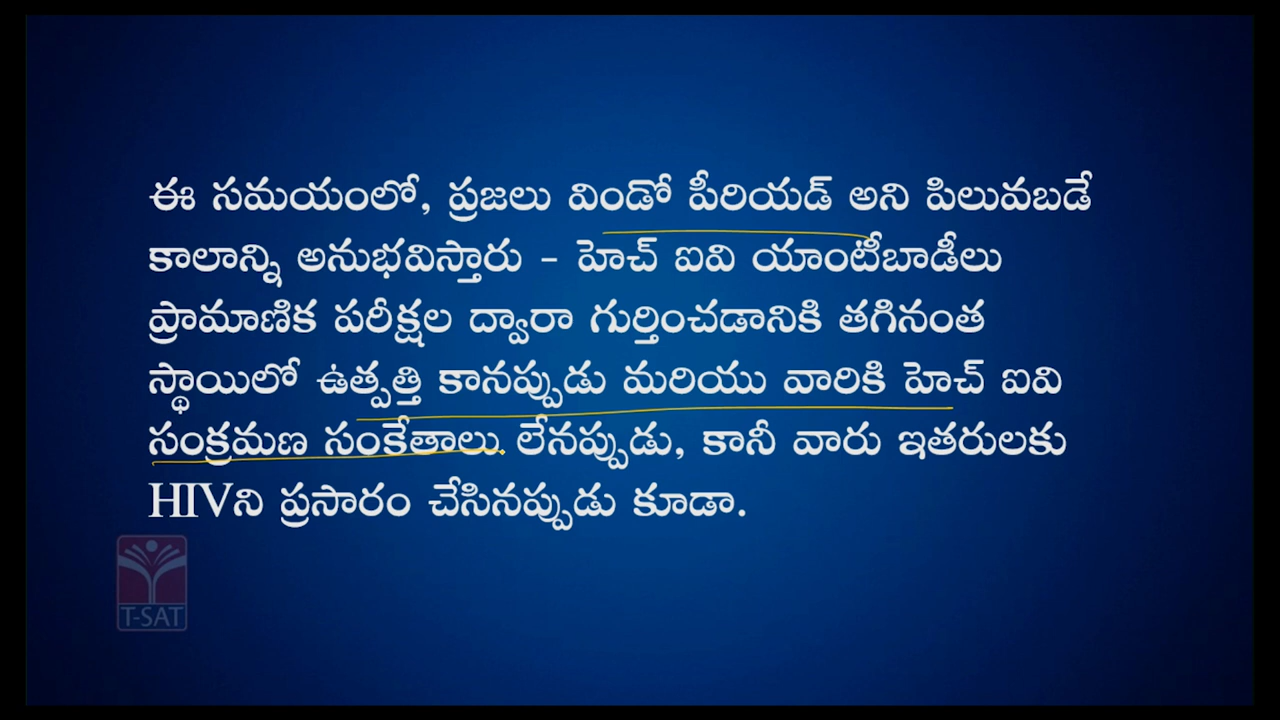 ఈ సమయంలో, ప్రజలు విండో పీరియడ్ అని పిలువబడే
కాలాన్ని అనుభవిస్తారు - హెచ్ ఐవి యాంటీబాడీలు
ప్రామాణిక పరీక్షల ద్వారా గుర్తించడానికి తగినంత
స్థాయిలో ఉత్పత్తి కానప్పుడు మరియు వారికి హెచ్ ఐవి
సంక్రమణ సంకేతాలు లేనప్పుడు, కానీ వారు ఇతరులకు
HIVని ప్రసారం చేసినప్పుడు కూడా.
T-SAT